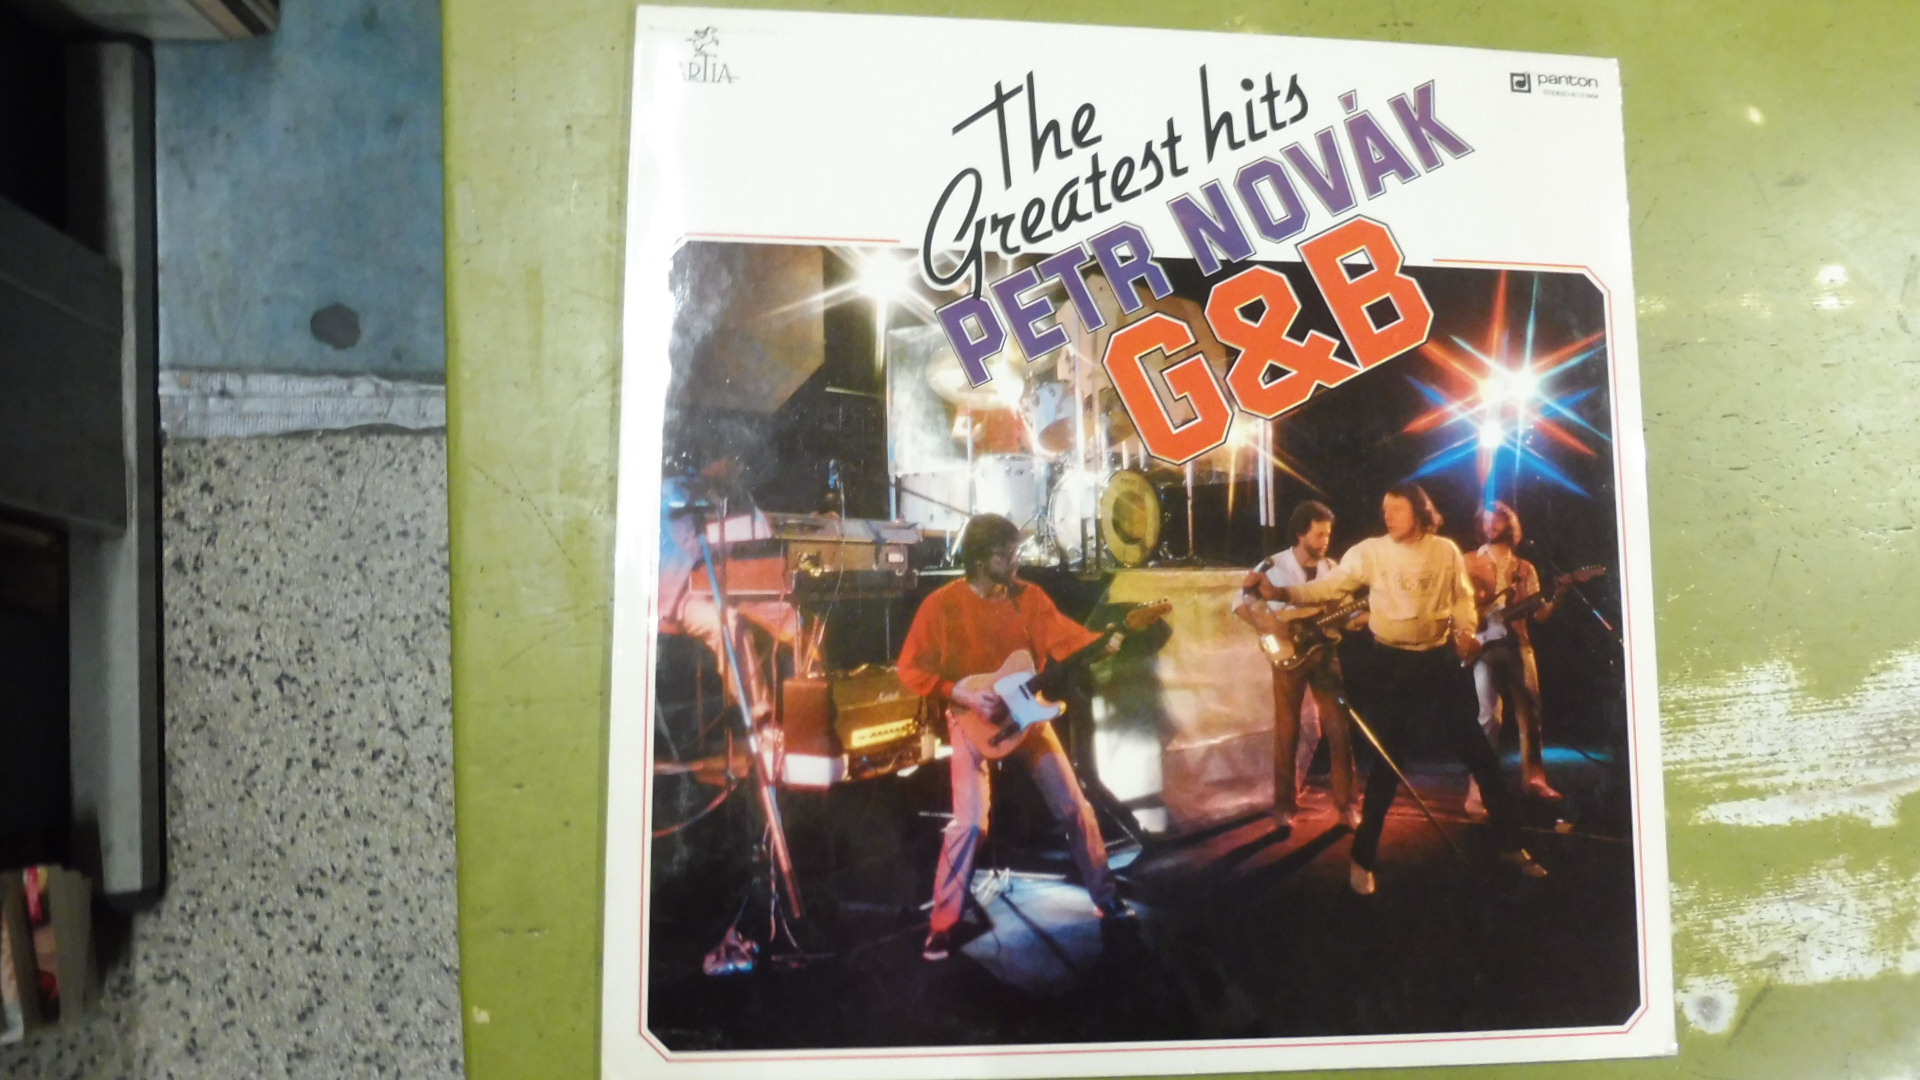 ARTIA
panton
The
Greatest hits
PETR NOVÁK
G&B